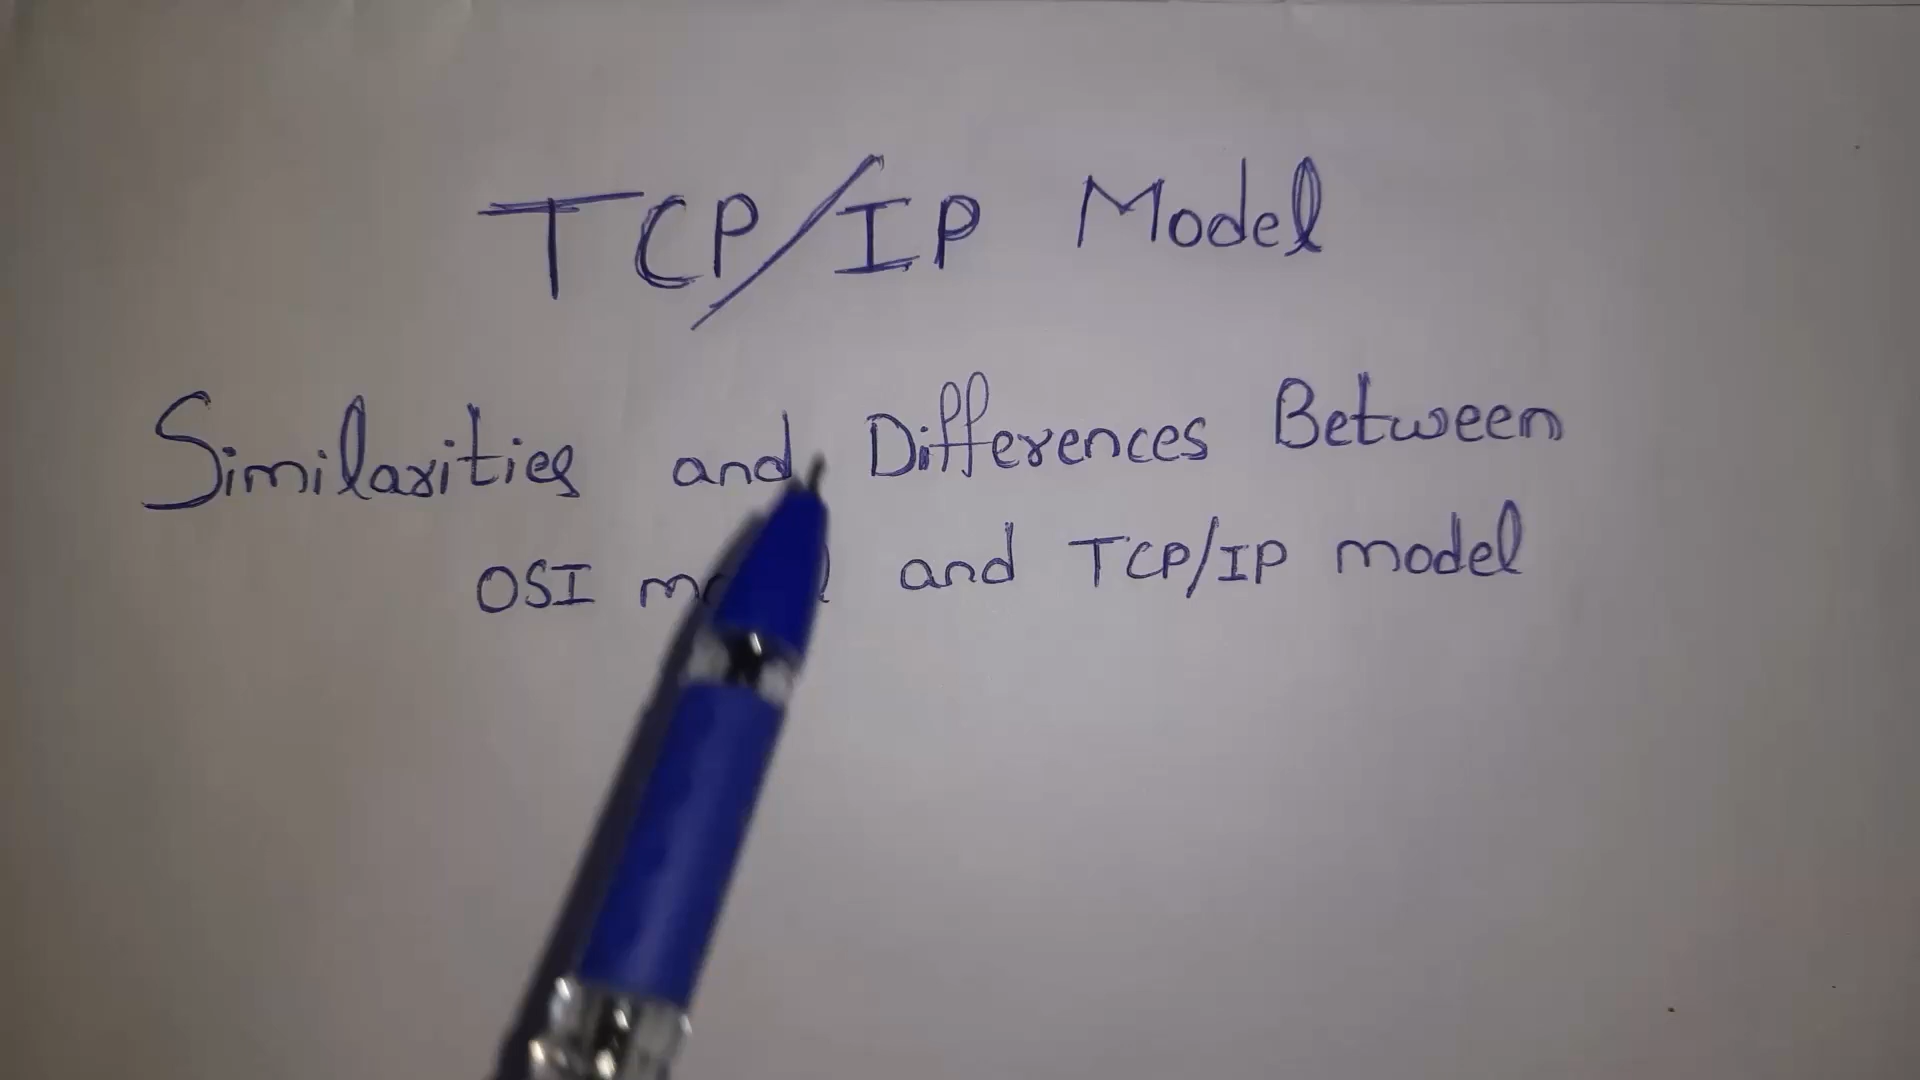 TCP/IP Model
Similarities and Differences Between
OSI and TCP/IP model